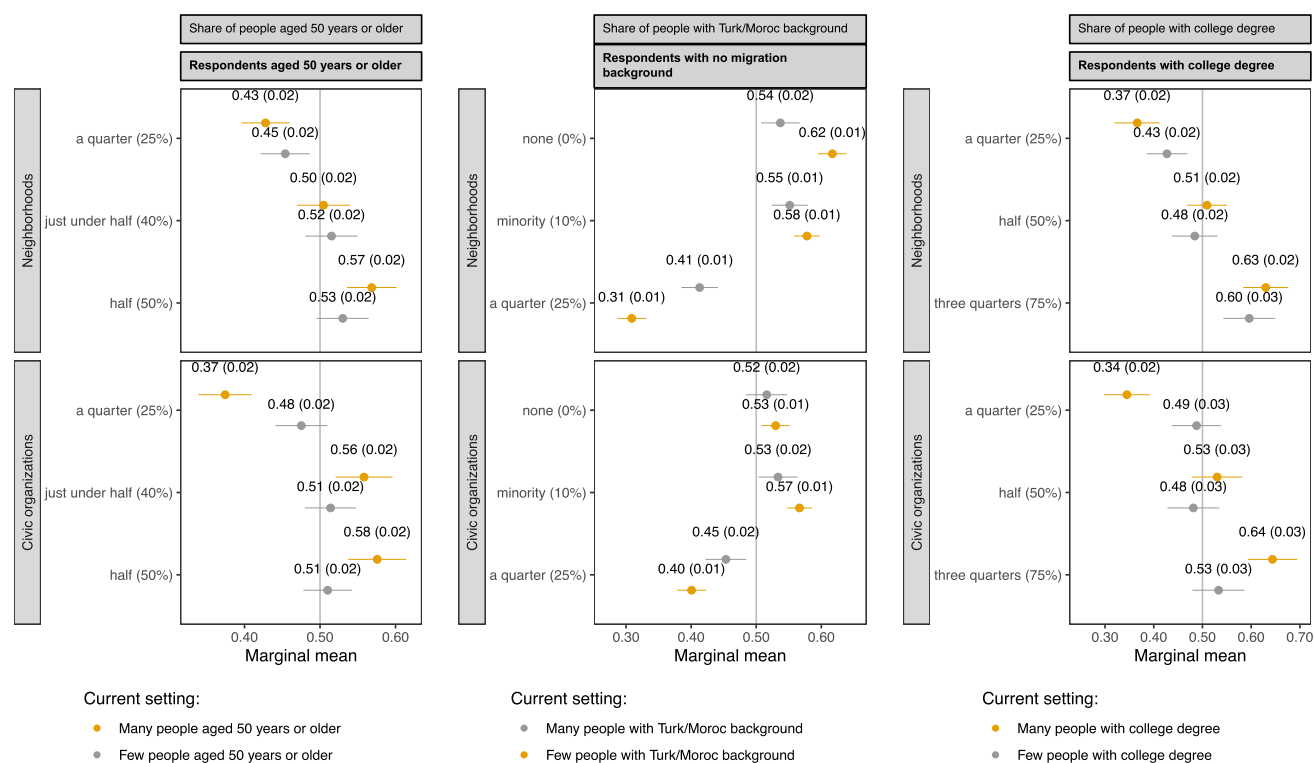 Share of people aged 50 years or older
Respondents aged 50 years or older
Neighborhoods
a quarter (25%)
just under half (40%)
half (50%)
0.43 (0.02)
0.45 (0.02)
0.50 (0.02)
0.52 (0.02)
0.57 (0.02)
0.53 (0.02)
Civic organizations
a quarter (25%)
just under half (40%)
half (50%)
0.37 (0.02)
0.48 (0.02)
0.56 (0.02)
0.51 (0.02)
0.58 (0.02)
0.51 (0.02)
0.40 0.50 0.60
Marginal mean
Current setting:
Many people aged 50 years or older
Few people aged 50 years or older
Share of people with Turk/Moroc background
Respondents with no migration
background
Neighborhoods
none (0%)
minority (10%)
a quarter (25%)
0.54 (0.02)
0.62 (0.01)
0.55 (0.01)
0.58 (0.01)
0.41 (0.01)
0.31 (0.01)
Civic organizations
none (0%)
minority (10%)
a quarter (25%)
0.52 (0.02)
0.53 (0.01)
0.53 (0.02)
0.57 (0.01)
0.45 (0.02)
0.40 (0.01)
0.30 0.40 0.50 0.60
Marginal mean
Current setting:
Many people with Turk/Moroc background
Few people with Turk/Moroc background
Share of people with college degree
Respondents with college degree
Neighborhoods
a quarter (25%)
half (50%)
three quarters (75%)
0.37 (0.02)
0.43 (0.02)
0.51 (0.02)
0.48 (0.02)
0.63 (0.02)
0.60 (0.03)
Civic organizations
a quarter (25%)
half (50%)
three quarters (75%)
0.34 (0.02)
0.49 (0.03)
0.53 (0.03)
0.48 (0.03)
0.64 (0.03)
0.53 (0.03)
0.30 0.40 0.50 0.60 0.70
Marginal mean
Current setting:
Many people with college degree
Few people with college degree